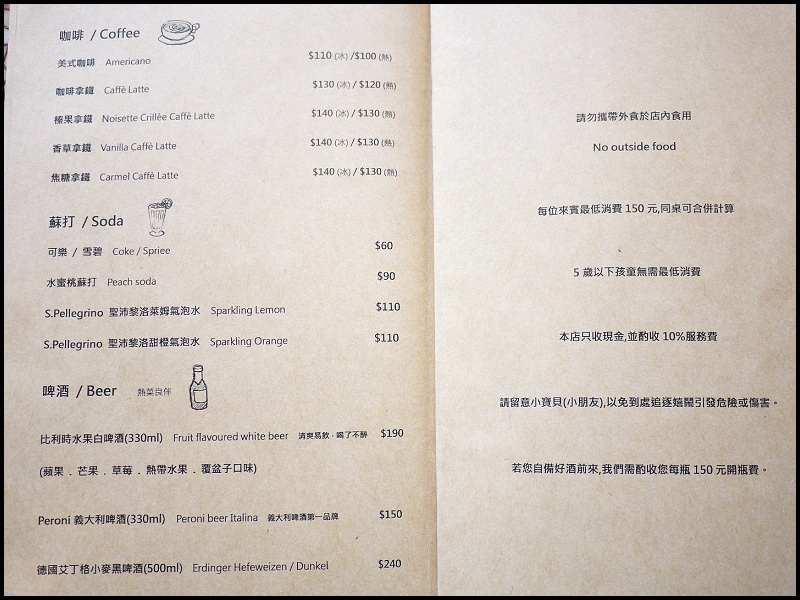 咖啡 / Coffee
美式咖啡 Americano $110 (冰) /$100 (熱)
咖啡拿鐵 Caffè Latte $130 (冰) / $120 (熱)
榛果拿鐵 Noisette Crillée Caffè Latte $140 (冰) / $130 (熱)
香草拿鐵 Vanilla Caffè Latte $140 (冰) / $130 (熱)
焦糖拿鐵 Carmel Caffè Latte $140 (冰) / $130 (熱)
蘇打 / Soda
可樂 / 雪碧 Coke / Spriee $60
水蜜桃蘇打 Peach soda $90
S.Pellegrino 聖沛黎洛萊姆氣泡水 Sparkling Lemon $110
S.Pellegrino 聖沛黎洛甜橙氣泡水 Sparkling Orange $110
啤酒 / Beer 熱菜良伴
比利時水果白啤酒(330ml) Fruit flavoured white beer 清爽易飲，喝了不醉 $190
(蘋果．芒果．草莓．熱帶水果．覆盆子口味)
Peroni 義大利啤酒(330ml) Peroni beer Italina 義大利啤酒第一品牌 $150
德國艾丁格小麥黑啤酒(500ml) Erdinger Hefeweizen / Dunkel $240
請勿攜帶外食於店內食用
No outside food
每位來賓最低消費 150 元,同桌可合併計算
5 歲以下孩童無需最低消費
本店只收現金,並酌收 10%服務費
請留意小寶貝(小朋友),以免到處追逐嬉鬧引發危險或傷害。
若您自備好酒前來,我們需酌收您每瓶 150 元開瓶費。